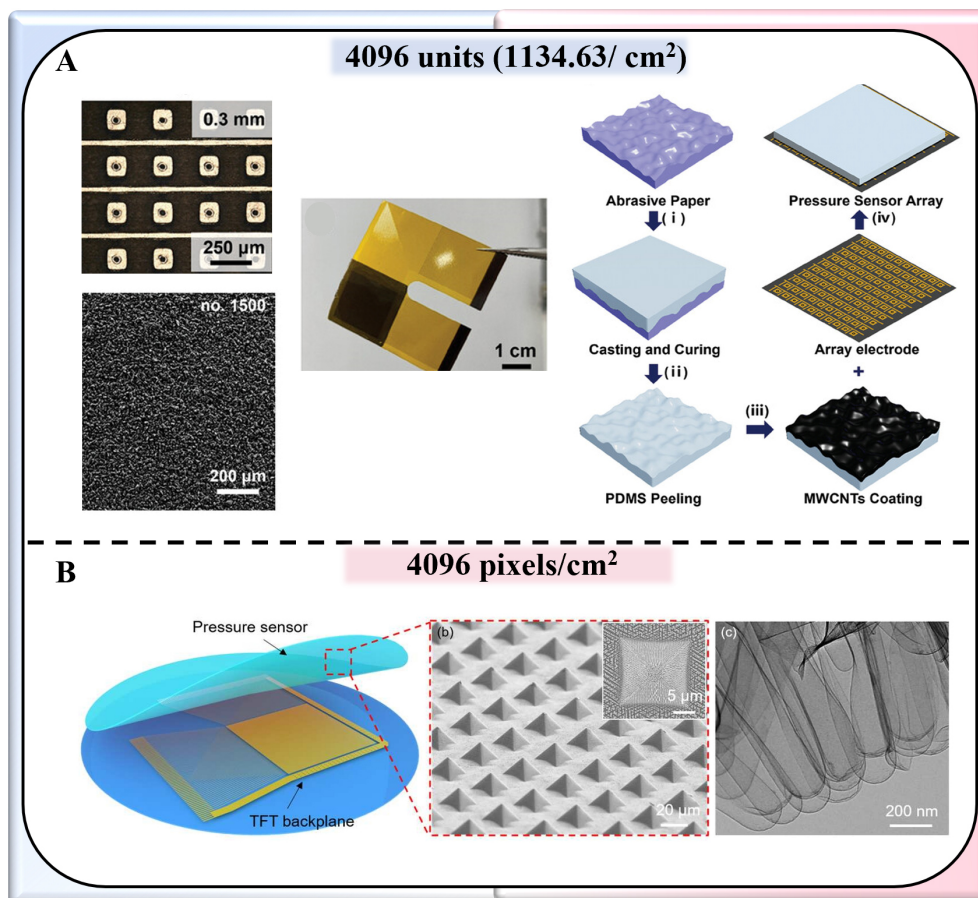 A
4096 units (1134.63/ cm²)
0.3 mm
250 µm
no. 1500
200 µm
1 cm
Abrasive Paper
(i)
Casting and Curing
(ii)
PDMS Peeling
(iii)
MWCNTs Coating
+
Array electrode
(iv)
Pressure Sensor Array
B
4096 pixels/cm²
Pressure sensor
TFT backplane
(b)
5 µm
20 µm
(c)
200 nm